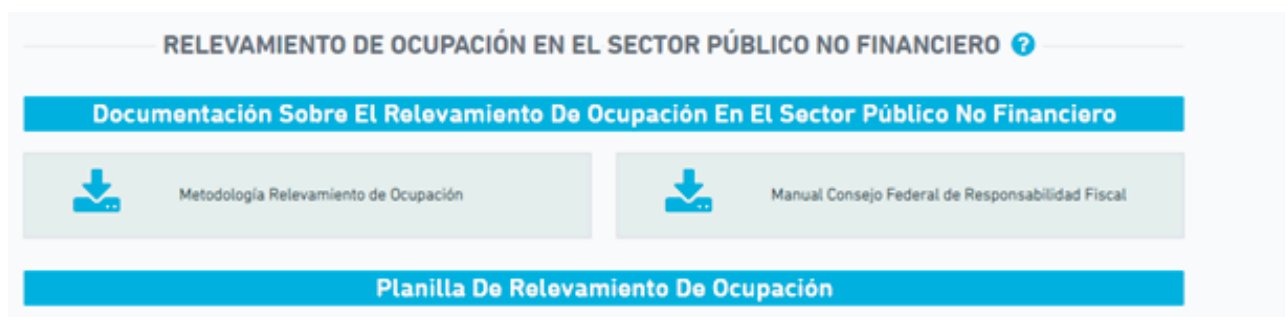 RELEVAMIENTO DE OCUPACIÓN EN EL SECTOR PÚBLICO NO FINANCIERO ?
Documentación Sobre El Relevamiento De Ocupación En El Sector Público No Financiero
Metodología Relevamiento de Ocupación
Manual Consejo Federal de Responsabilidad Fiscal
Planilla De Relevamiento De Ocupación